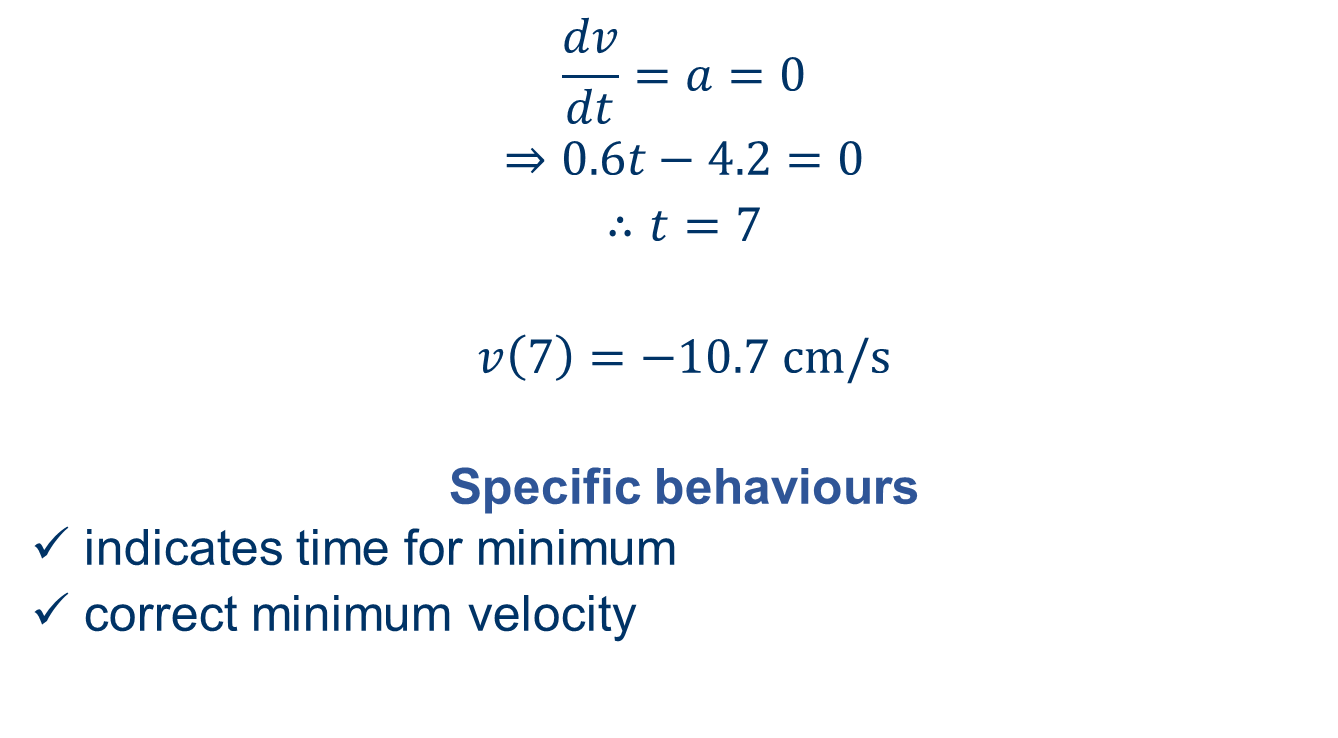 dv/dt = a = 0
⇒ 0.6t − 4.2 = 0
∴ t = 7
v(7) = −10.7 cm/s
Specific behaviours
✓ indicates time for minimum
✓ correct minimum velocity